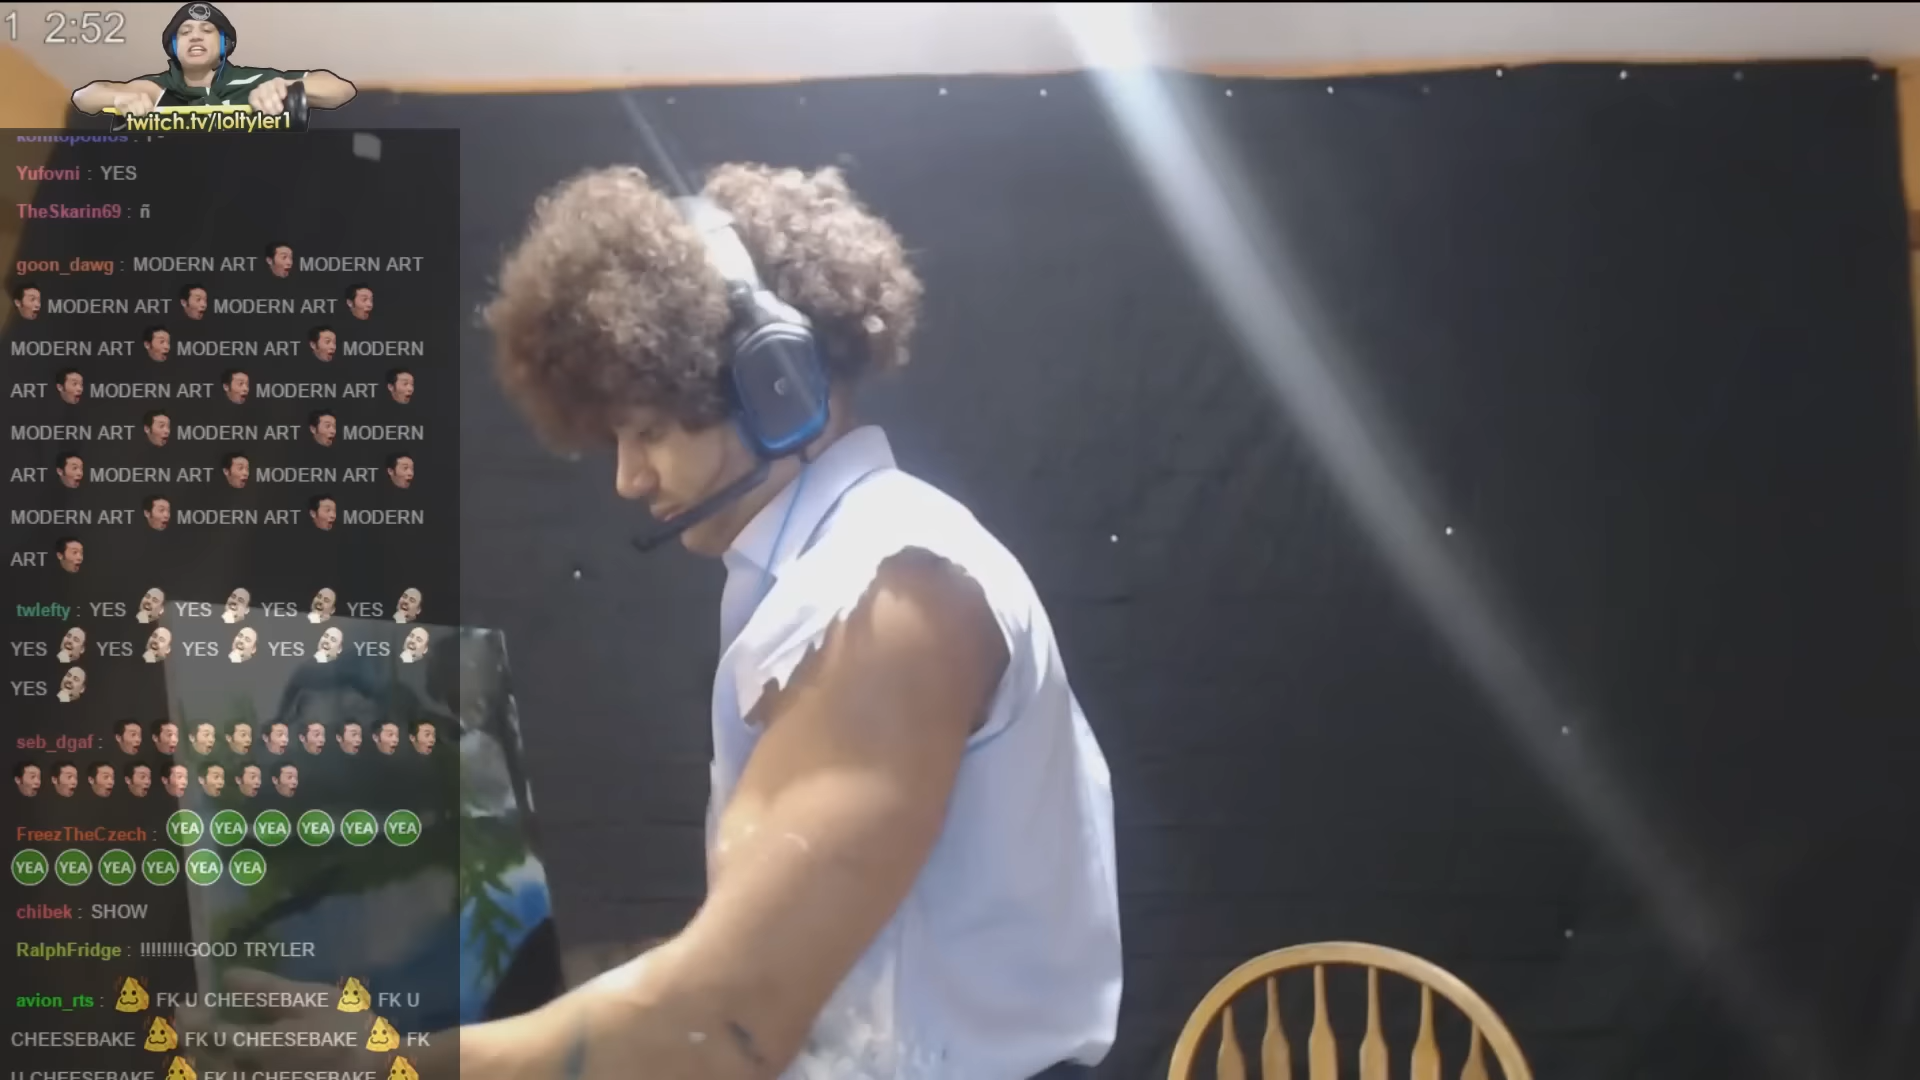 1 2:52
twitch.tv/loltyler1
Yufovni : YES
TheSkarin69 : ñ
goon_dawg : MODERN ART MODERN ART
MODERN ART MODERN ART
MODERN ART MODERN ART MODERN
ART MODERN ART MODERN ART
MODERN ART MODERN ART MODERN
ART MODERN ART MODERN ART
MODERN ART MODERN ART MODERN
ART
twlefty : YES YES YES YES
YES YES YES YES YES
YES
seb_dgaf :
FreezTheCzech : YEA YEA YEA YEA YEA YEA
YEA YEA YEA YEA YEA YEA
chibek : SHOW
RalphFridge : !!!!!!!!GOOD TRYLER
avion_rts : FK U CHEESEBAKE FK U
CHEESEBAKE FK U CHEESEBAKE FK
U CHEESEBAKE FK U CHEESEBAKE